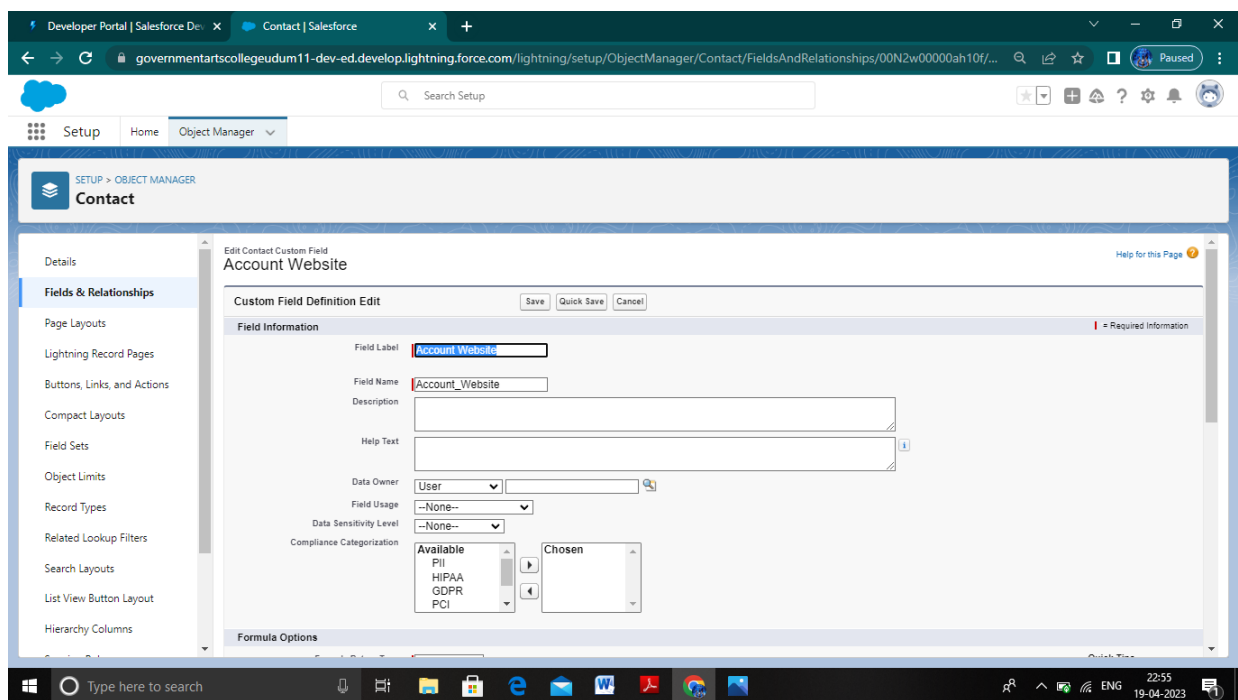 Developer Portal | Salesforce Dev
Contact | Salesforce
governmentartscollegeudum11-dev-ed.develop.lightning.force.com/lightning/setup/ObjectManager/Contact/FieldsAndRelationships/00N2w00000ah10f/...
Paused
Search Setup
Setup
Home
Object Manager
SETUP > OBJECT MANAGER
Contact
Details
Fields & Relationships
Page Layouts
Lightning Record Pages
Buttons, Links, and Actions
Compact Layouts
Field Sets
Object Limits
Record Types
Related Lookup Filters
Search Layouts
List View Button Layout
Hierarchy Columns
Edit Contact Custom Field
Account Website
Help for this Page
Custom Field Definition Edit
Save
Quick Save
Cancel
Field Information
= Required Information
Field Label
Account Website
Field Name
Account_Website
Description
Help Text
Data Owner
User
Field Usage
--None--
Data Sensitivity Level
--None--
Compliance Categorization
Available
PII
HIPAA
GDPR
PCI
Chosen
Formula Options
Type here to search
ENG
22:55
19-04-2023